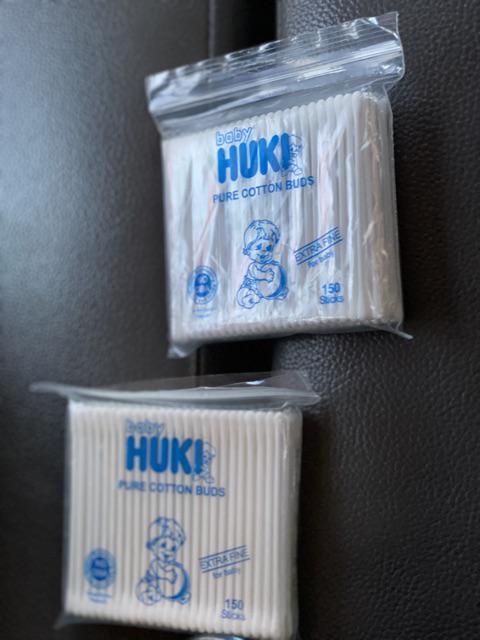 baby
HUKI
PURE COTTON BUDS
EXTRA FINE
for baby
150
Sticks
baby
HUKI
PURE COTTON BUDS
EXTRA FINE
for baby
150
Sticks